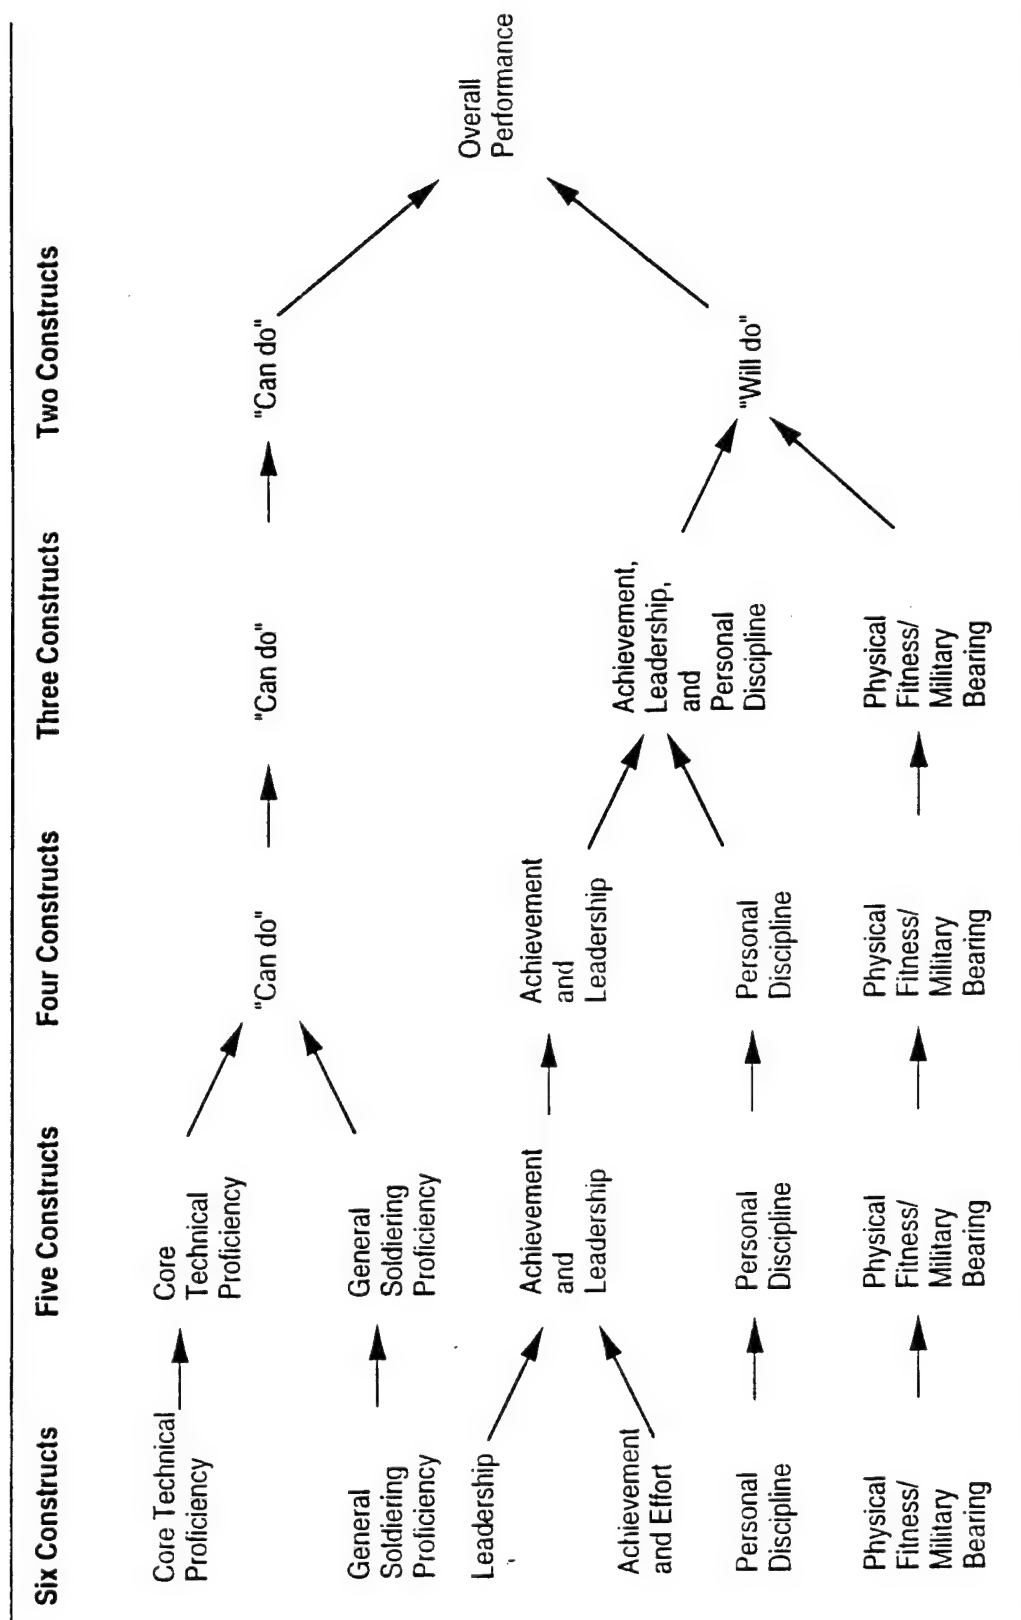 Six Constructs
Five Constructs
Four Constructs
Three Constructs
Two Constructs
Core Technical
Proficiency
General
Soldiering
Proficiency
Leadership
Achievement
and Effort
Personal
Discipline
Physical
Fitness/
Military
Bearing
Core
Technical
Proficiency
General
Soldiering
Proficiency
Achievement
and
Leadership
Personal
Discipline
Physical
Fitness/
Military
Bearing
"Can do"
Achievement
and
Leadership
Personal
Discipline
Physical
Fitness/
Military
Bearing
"Can do"
Achievement,
Leadership,
and
Personal
Discipline
Physical
Fitness/
Military
Bearing
"Can do"
"Will do"
Overall
Performance